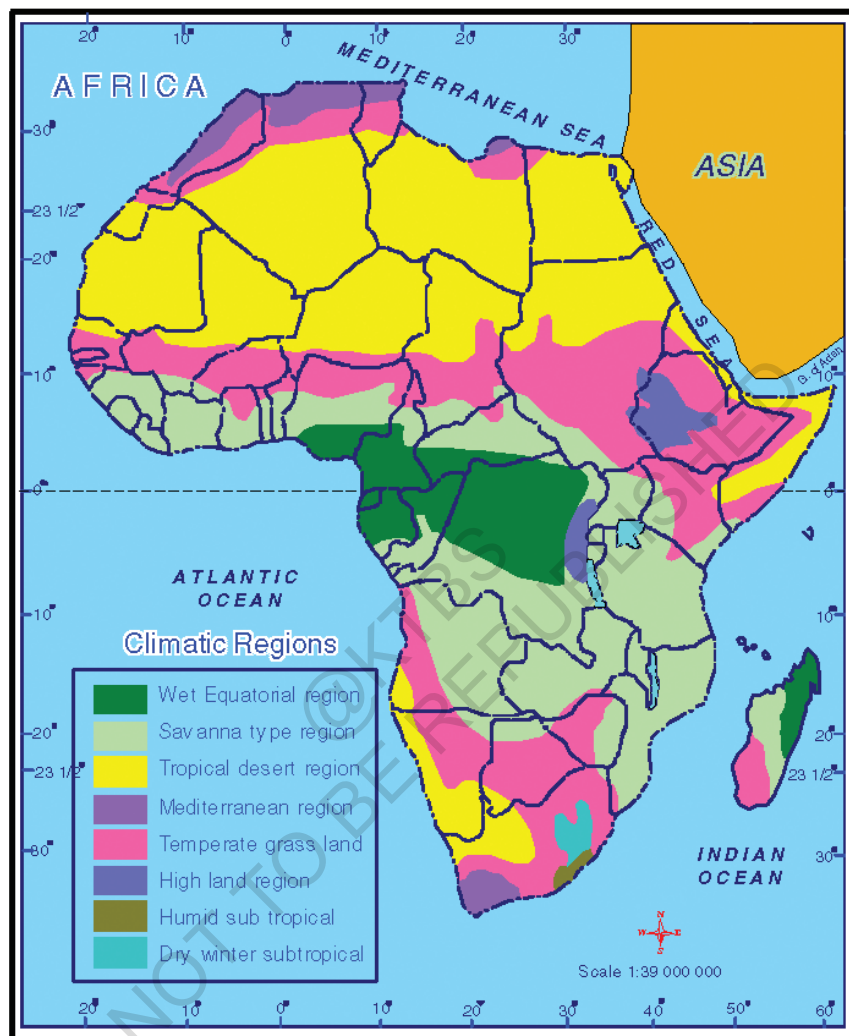 20° 10° 0° 10° 20° 30°
AFRICA
MEDITERRANEAN SEA
ASIA
RED SEA
G. of Aden
30°
23 1/2°
20°
10° 10°
0° 0°
10° 10°
20° 20°
23 1/2° 23 1/2°
30° 30°
ATLANTIC
OCEAN
INDIAN
OCEAN
Climatic Regions
Wet Equatorial region
Savanna type region
Tropical desert region
Mediterranean region
Temperate grass land
High land region
Humid sub tropical
Dry winter subtropical
N
W E
S
Scale 1:39 000 000
20° 10° 0° 10° 20° 30° 40° 50° 60°
@KTBS
NOT TO BE REPUBLISHED